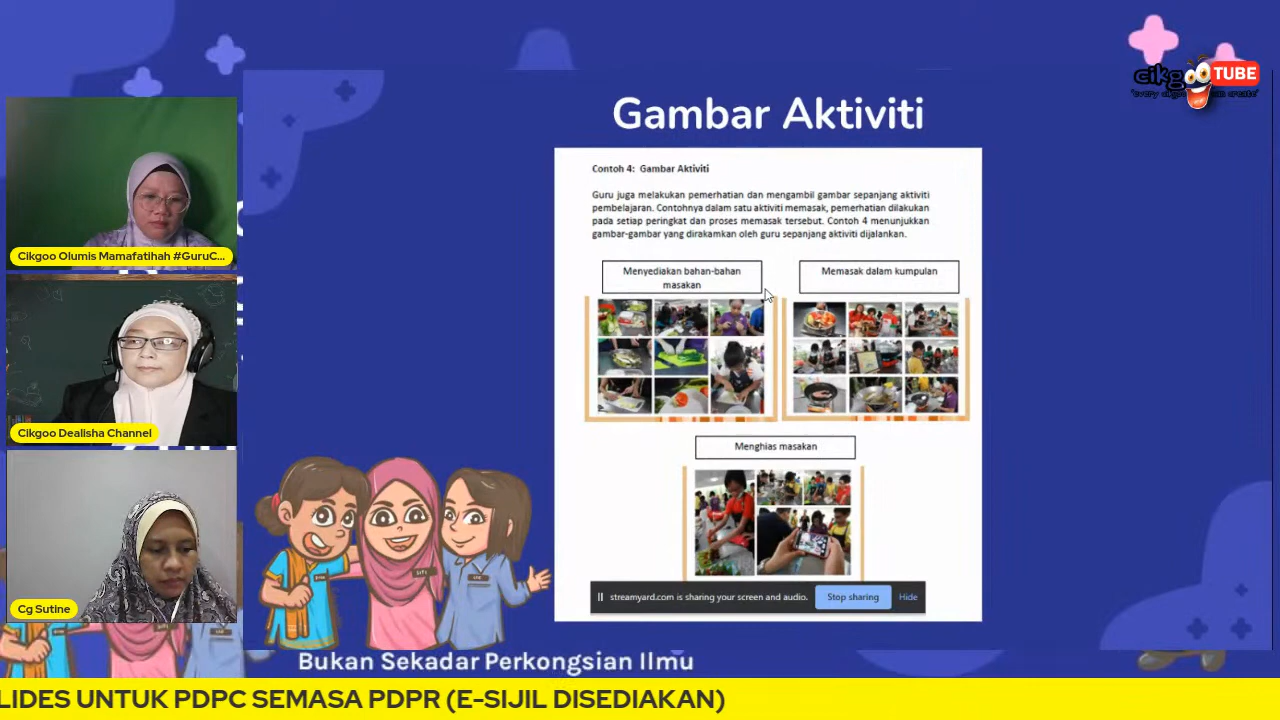 Gambar Aktiviti
cikgoo TUBE
Contoh 4: Gambar Aktiviti
Guru juga melakukan pemerhatian dan mengambil gambar sepanjang aktiviti
pembelajaran. Contohnya dalam satu aktiviti memasak, pemerhatian dilakukan
pada setiap peringkat dan proses memasak tersebut. Contoh 4 menunjukkan
gambar-gambar yang dirakamkan oleh guru sepanjang aktiviti dijalankan.
Menyediakan bahan-bahan
masakan
Memasak dalam kumpulan
Menghias masakan
streamyard.com is sharing your screen and audio.
Stop sharing
Hide
Cikgoo Olumis Mamafatihah #GuruC...
Cikgoo Dealisha Channel
Cg Sutine
SITI
Bukan Sekadar Perkongsian Ilmu
LIDES UNTUK PDPC SEMASA PDPR (E-SIJIL DISEDIAKAN)